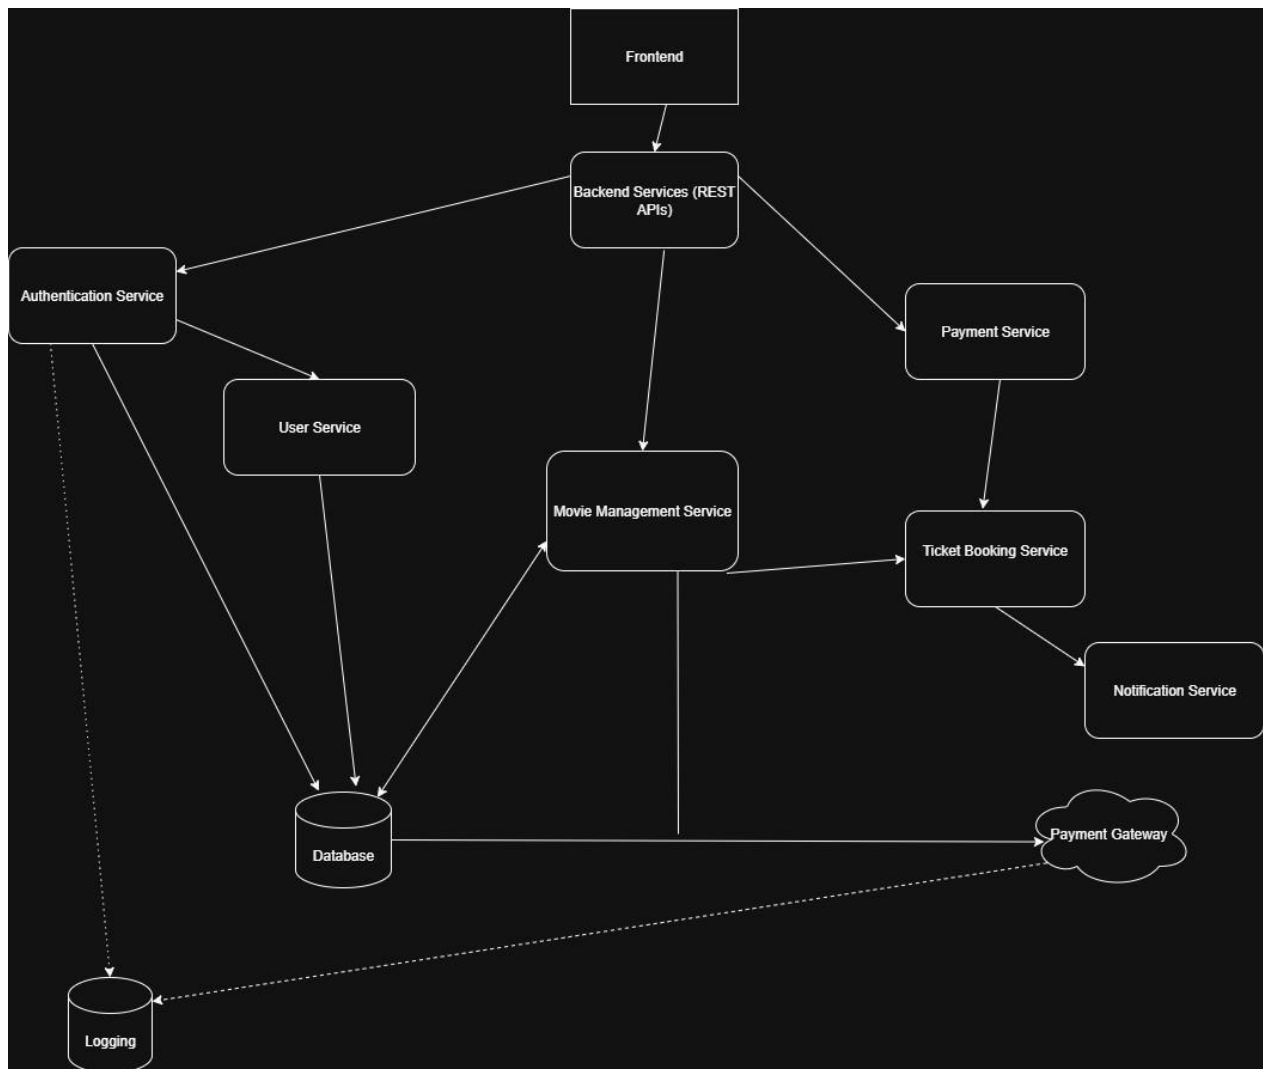 Frontend
Backend Services (REST
APIs)
Authentication Service
Payment Service
User Service
Movie Management Service
Ticket Booking Service
Notification Service
Payment Gateway
Database
Logging